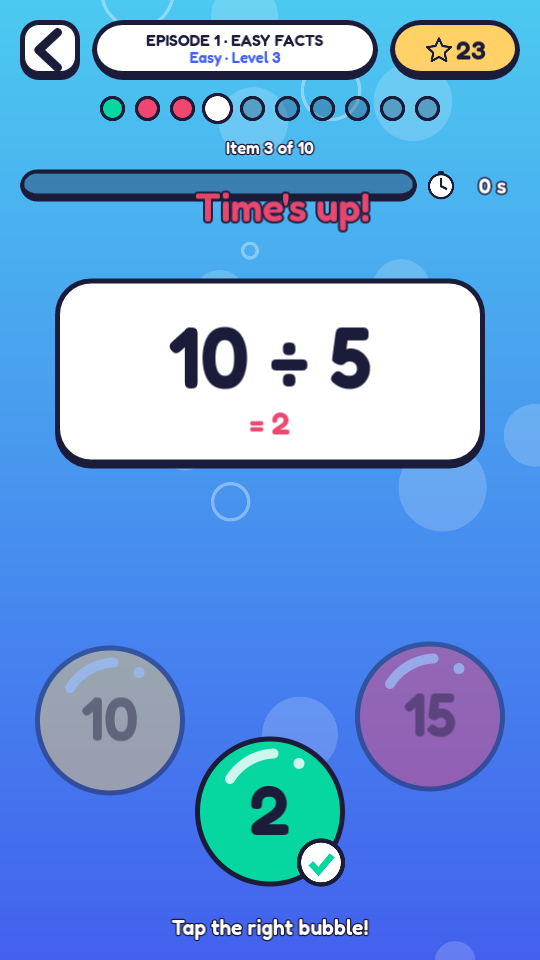 EPISODE 1 · EASY FACTS
Easy · Level 3
23
Item 3 of 10
0 s
Time's up!
10 ÷ 5
= 2
10
15
2
Tap the right bubble!